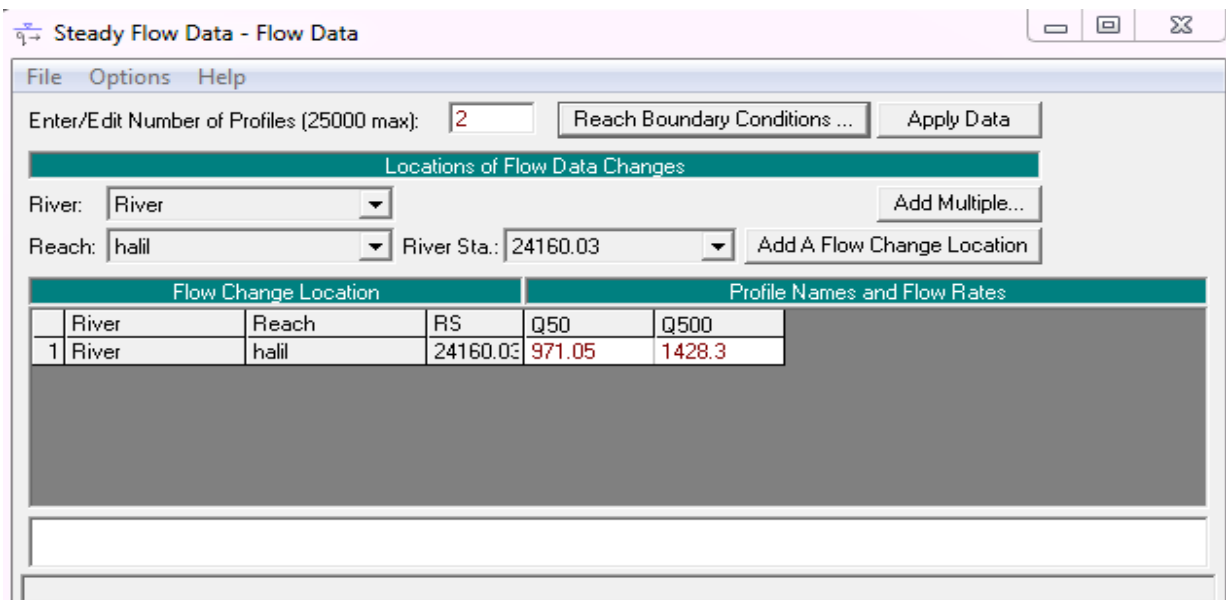 Steady Flow Data - Flow Data
File Options Help
Enter/Edit Number of Profiles (25000 max): 2 Reach Boundary Conditions ... Apply Data
Locations of Flow Data Changes
River: River Add Multiple...
Reach: halil River Sta.: 24160.03 Add A Flow Change Location
Flow Change Location Profile Names and Flow Rates
River Reach RS Q50 Q500
1 River halil 24160.03 971.05 1428.3